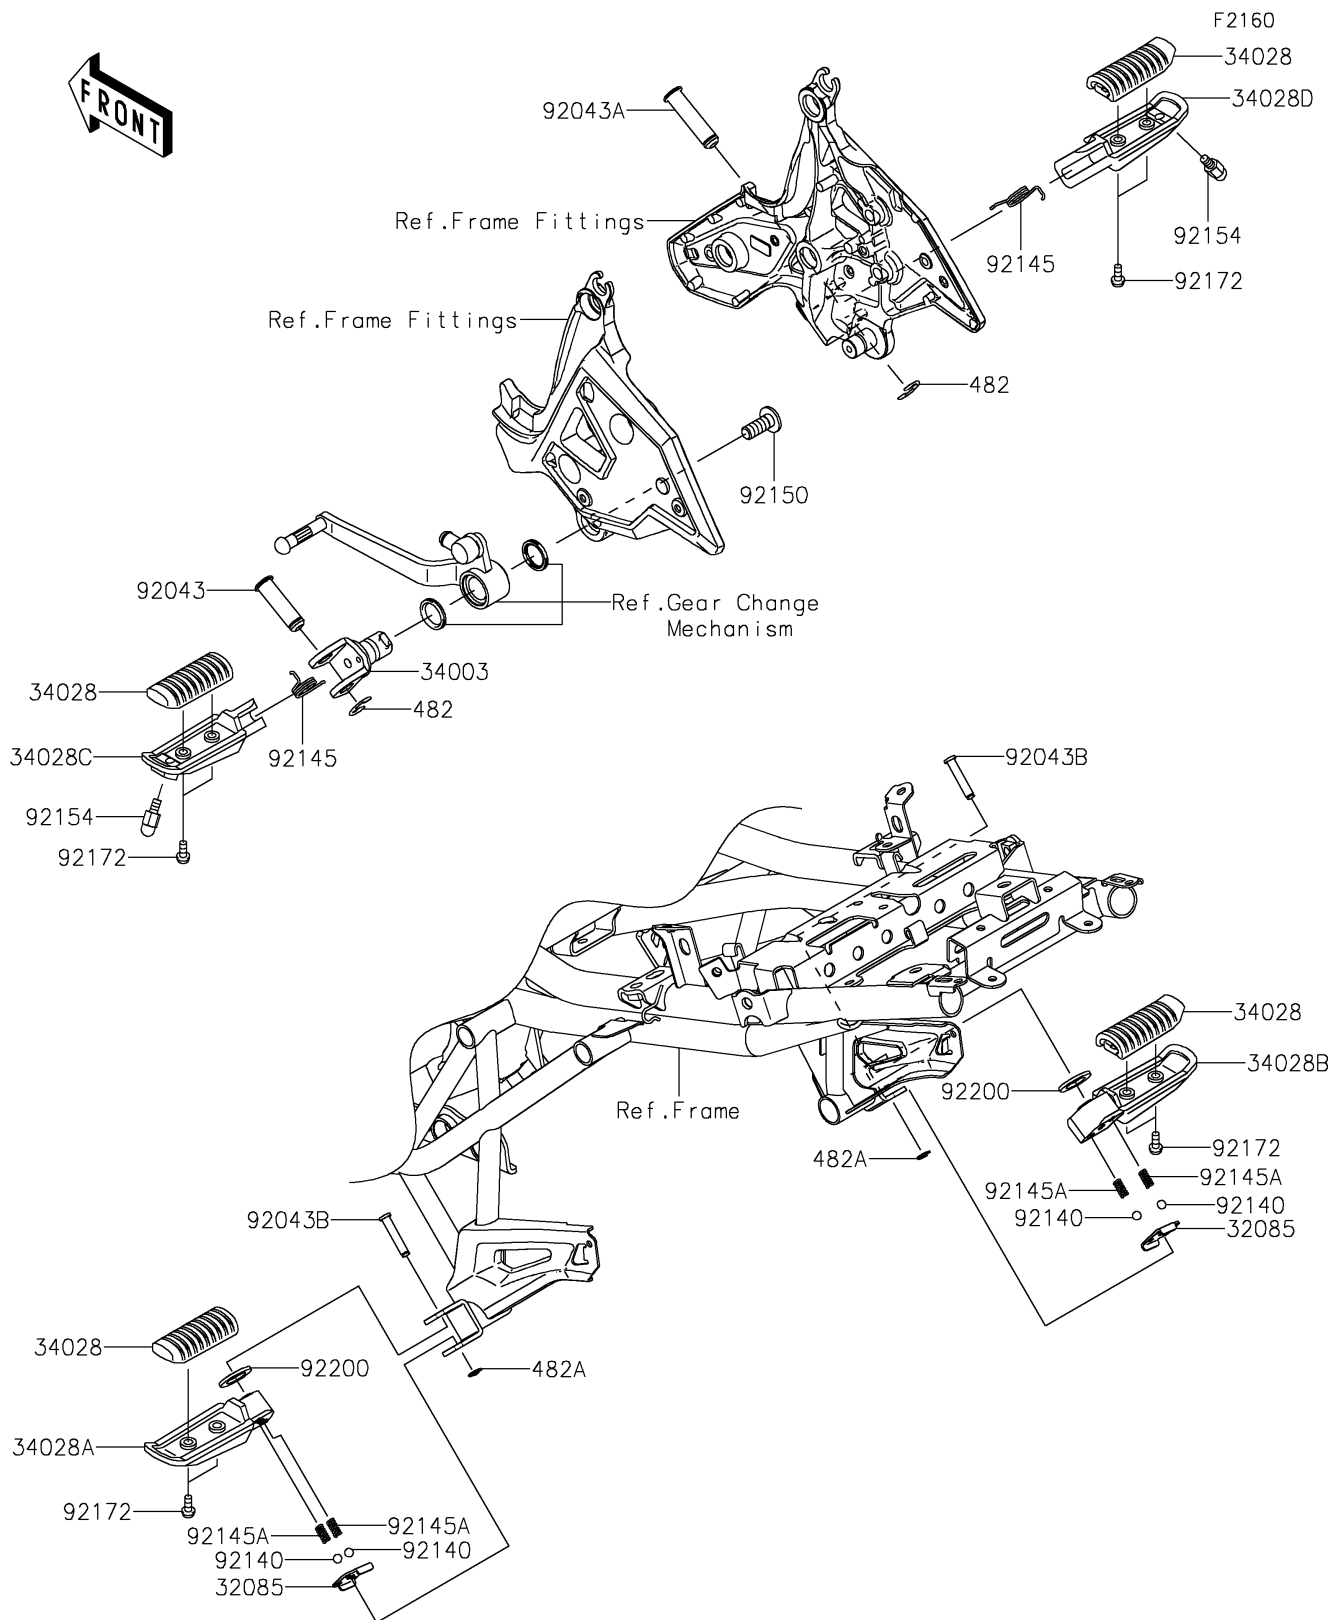 F2160
FRONT
34028
34028D
92043A
Ref.Frame Fittings
92154
92145
92172
Ref.Frame Fittings
482
92150
92043
Ref.Gear Change
Mechanism
34003
34028
482
34028C
92145
92043B
92154
92172
34028
34028B
92200
Ref.Frame
482A
92172
92145A
92145A
92140
92140
32085
92043B
34028
92200
482A
34028A
92172
92145A
92145A
92140
92140
32085